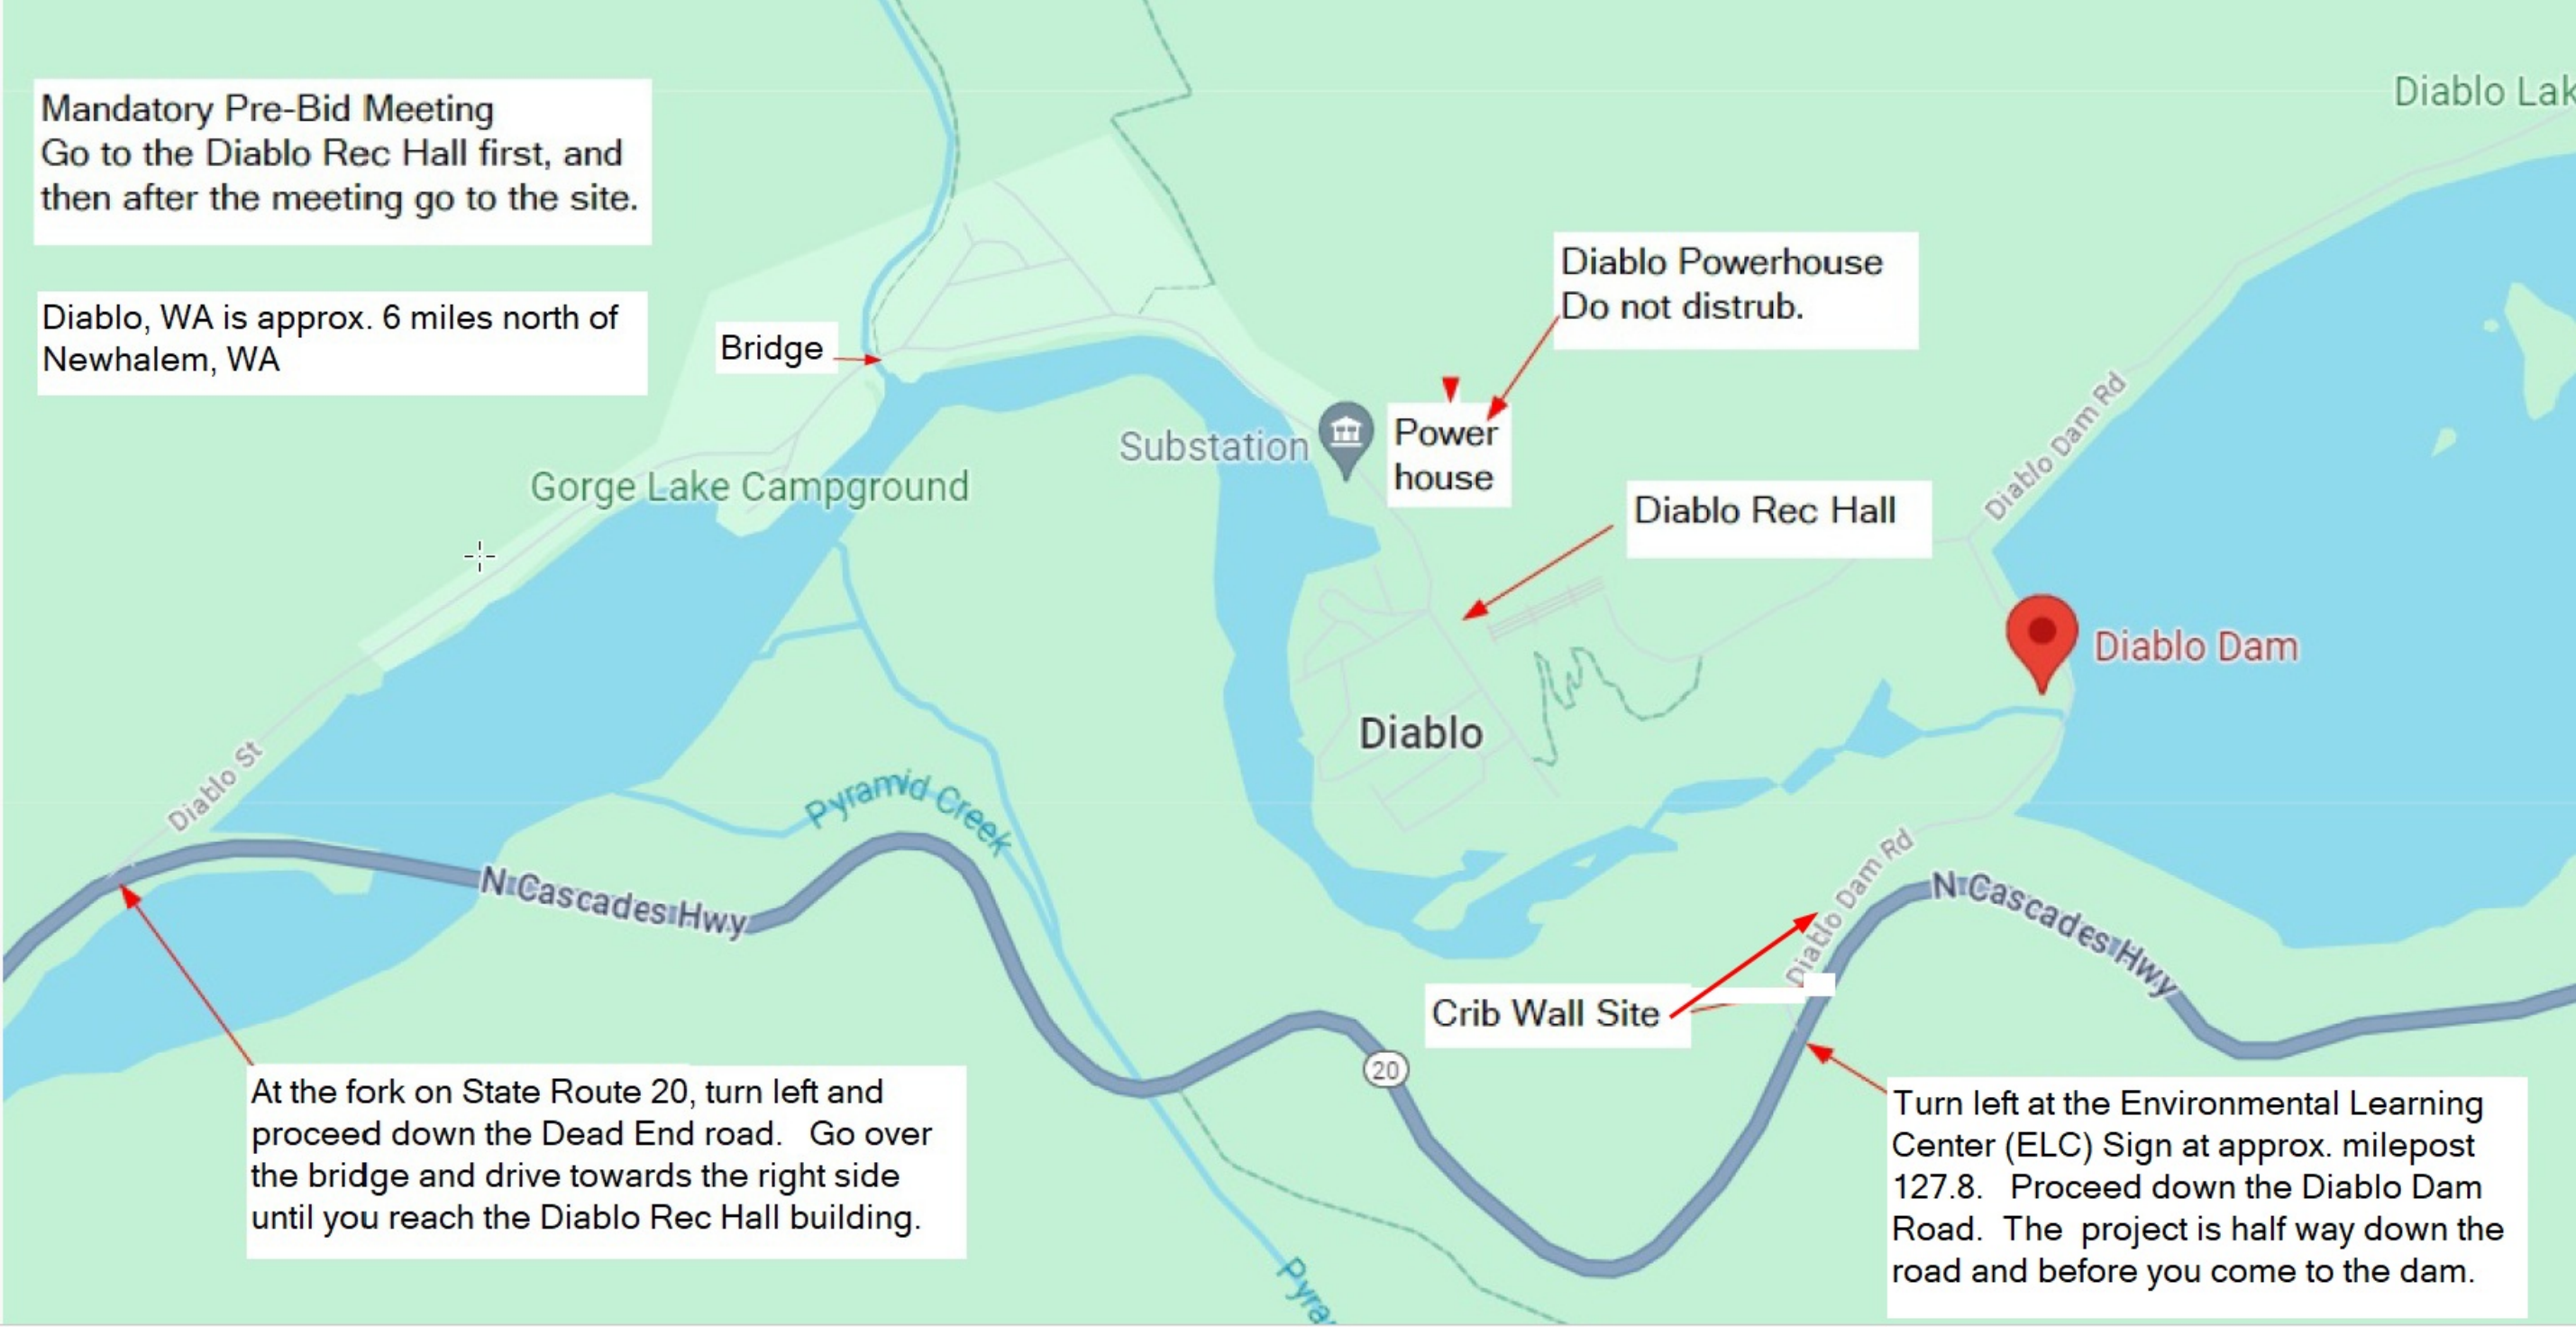 Mandatory Pre-Bid Meeting
Go to the Diablo Rec Hall first, and
then after the meeting go to the site.
Diablo Lak
Diablo, WA is approx. 6 miles north of
Newhalem, WA
Bridge
Diablo Powerhouse
Do not distrub.
Substation
Power
house
Gorge Lake Campground
Diablo Rec Hall
Diablo Dam Rd
Diablo Dam
Diablo
Diablo St
Pyramid Creek
N Cascades Hwy
Diablo Dam Rd
N Cascades Hwy
Crib Wall Site
20
At the fork on State Route 20, turn left and
proceed down the Dead End road. Go over
the bridge and drive towards the right side
until you reach the Diablo Rec Hall building.
Turn left at the Environmental Learning
Center (ELC) Sign at approx. milepost
127.8. Proceed down the Diablo Dam
Road. The project is half way down the
road and before you come to the dam.
Pyra